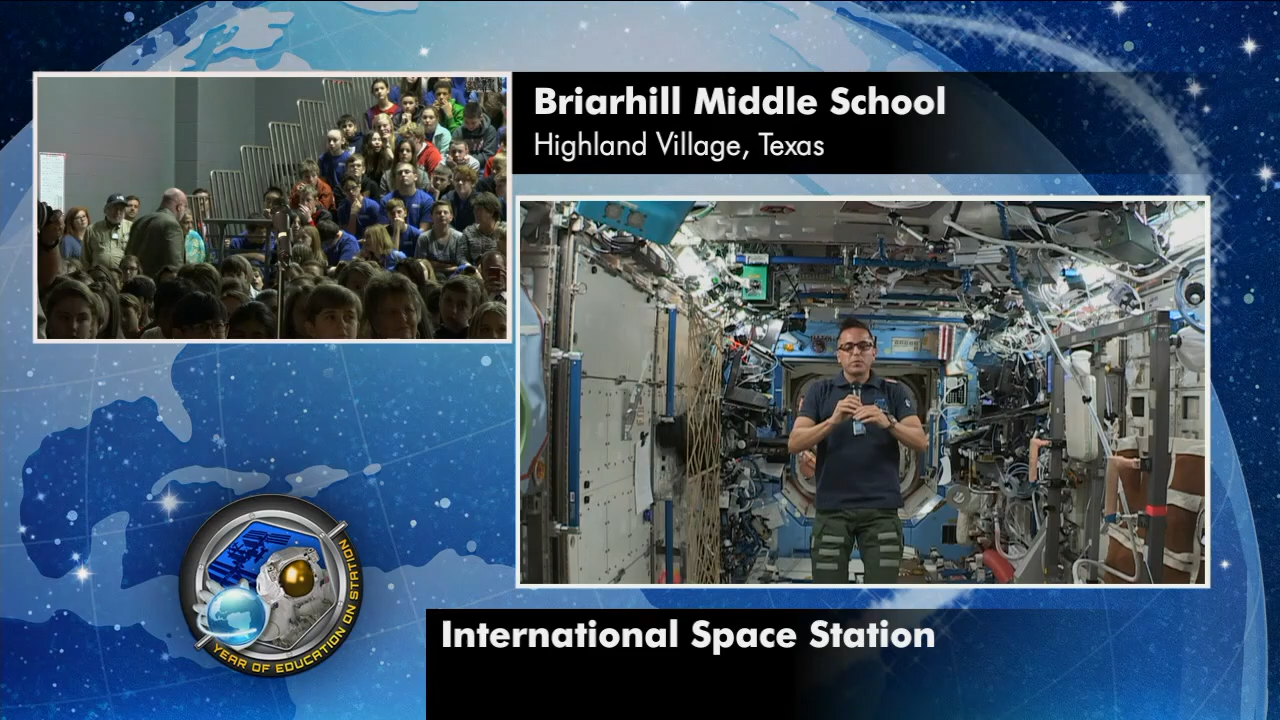 Briarhill Middle School
Highland Village, Texas
International Space Station
YEAR OF EDUCATION ON STATION